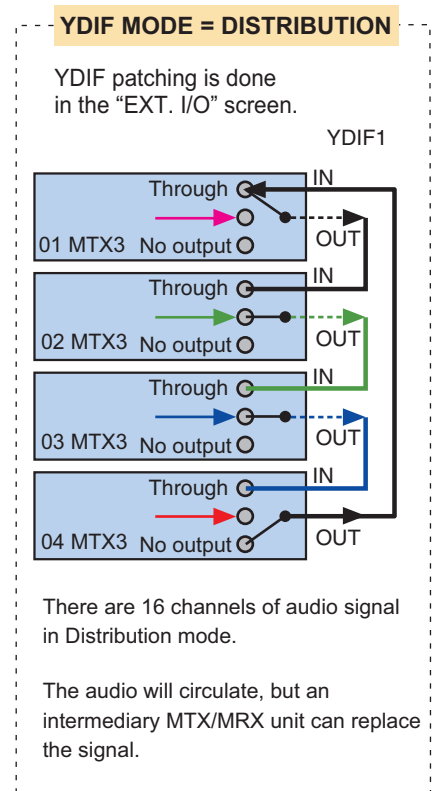 YDIF MODE = DISTRIBUTION
YDIF patching is done
in the “EXT. I/O” screen.
YDIF1
Through
IN
01 MTX3
No output
OUT
Through
IN
02 MTX3
No output
OUT
Through
IN
03 MTX3
No output
OUT
Through
IN
04 MTX3
No output
OUT
There are 16 channels of audio signal
in Distribution mode.
The audio will circulate, but an
intermediary MTX/MRX unit can replace
the signal.